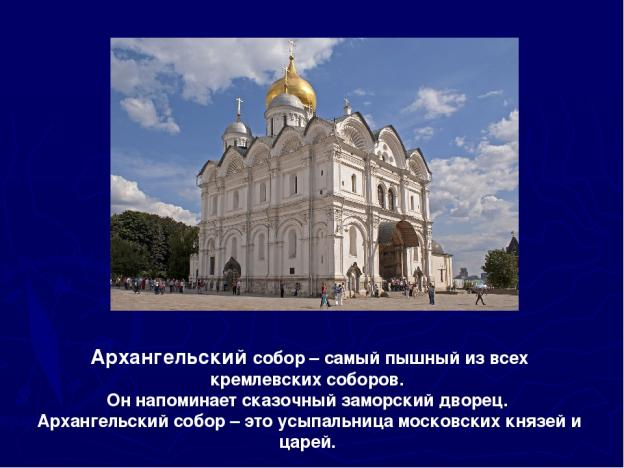 Архангельский собор – самый пышный из всех
кремлевских соборов.
Он напоминает сказочный заморский дворец.
Архангельский собор – это усыпальница московских князей и
царей.